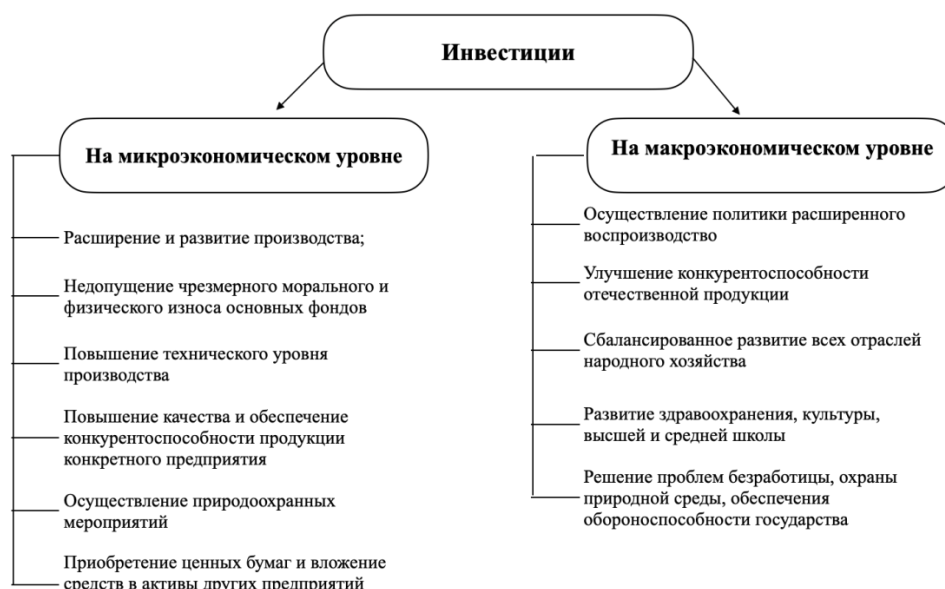 Инвестиции
На микроэкономическом уровне
Расширение и развитие производства;
Недопущение чрезмерного морального и
физического износа основных фондов
Повышение технического уровня
производства
Повышение качества и обеспечение
конкурентоспособности продукции
конкретного предприятия
Осуществление природоохранных
мероприятий
Приобретение ценных бумаг и вложение
средств в активы других предприятий
На макроэкономическом уровне
Осуществление политики расширенного
воспроизводство
Улучшение конкурентоспособности
отечественной продукции
Сбалансированное развитие всех отраслей
народного хозяйства
Развитие здравоохранения, культуры,
высшей и средней школы
Решение проблем безработицы, охраны
природной среды, обеспечения
обороноспособности государства